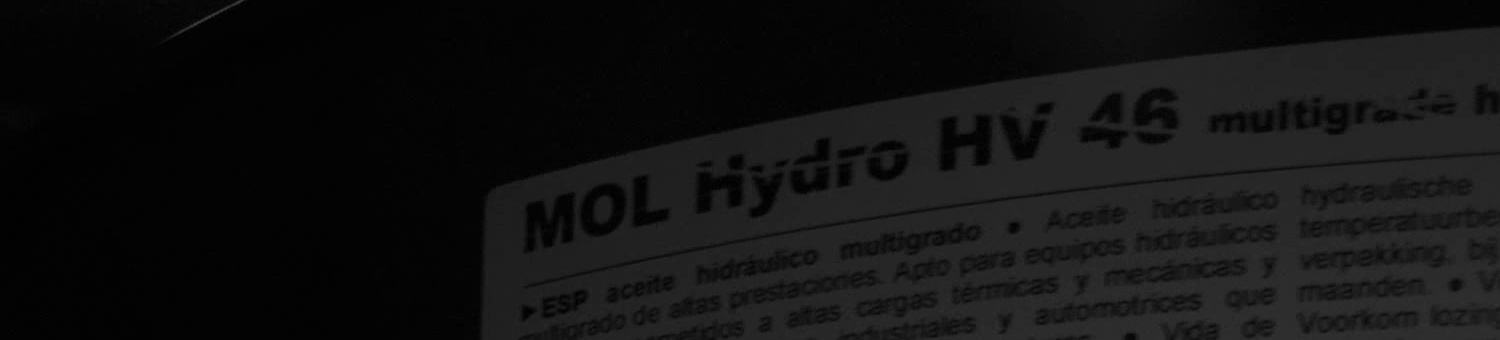 MOL Hydro HV 46 multigrade h
►ESP aceite hidráulico multigrado • Aceite hidráulico
multigrado de altas prestaciones. Apto para equipos hidráulicos
a altas cargas térmicas y mecánicas y
industriales y automotrices que
• Vida de
hydraulische
verpakking, bij
maanden. • V
Voorkom lozing